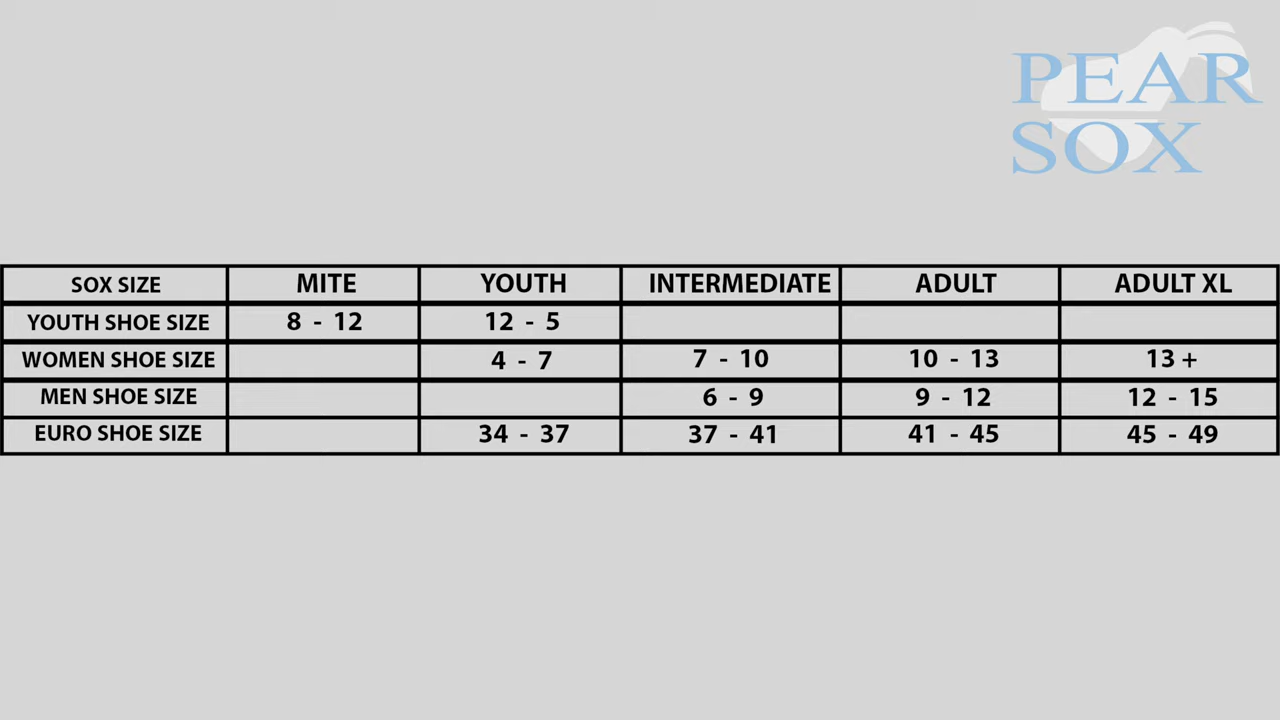 PEAR
SOX
SOX SIZE MITE YOUTH INTERMEDIATE ADULT ADULT XL
YOUTH SHOE SIZE 8 - 12 12 - 5
WOMEN SHOE SIZE 4 - 7 7 - 10 10 - 13 13 +
MEN SHOE SIZE 6 - 9 9 - 12 12 - 15
EURO SHOE SIZE 34 - 37 37 - 41 41 - 45 45 - 49